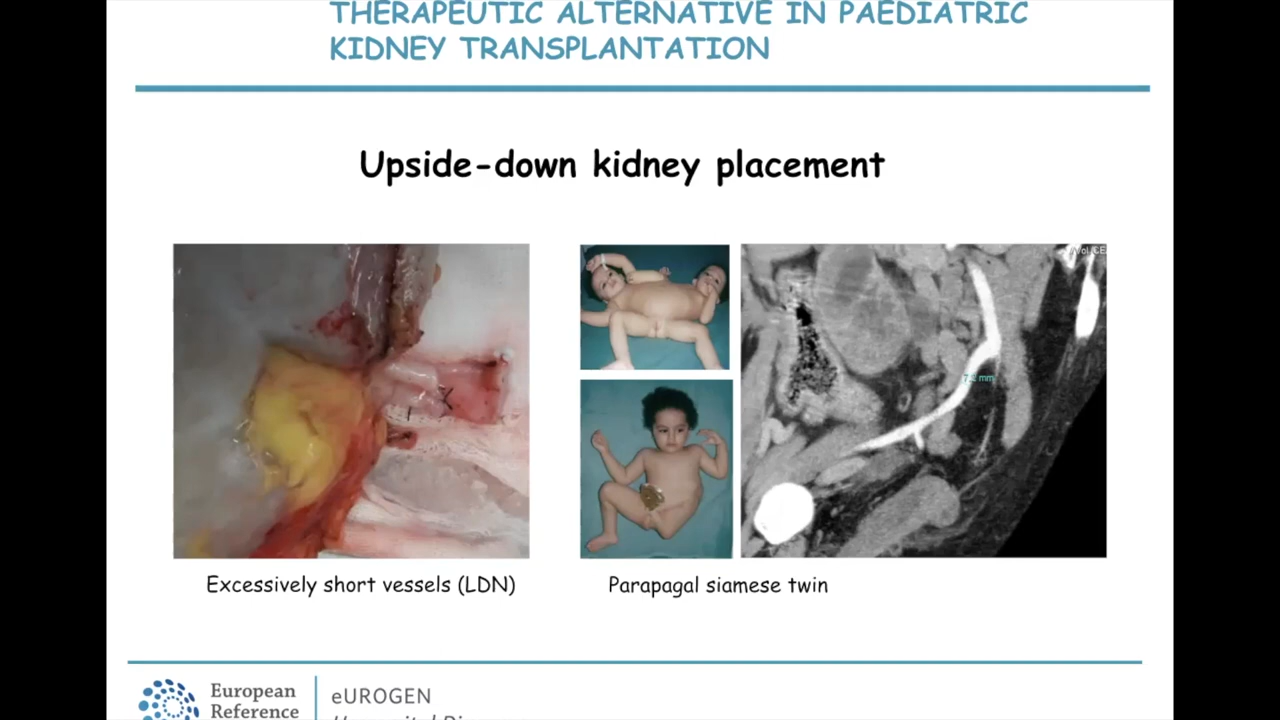 THERAPEUTIC ALTERNATIVE IN PAEDIATRIC
KIDNEY TRANSPLANTATION
Upside-down kidney placement
mm
Excessively short vessels (LDN)
Parapagal siamese twin
European
Reference
eUROGEN